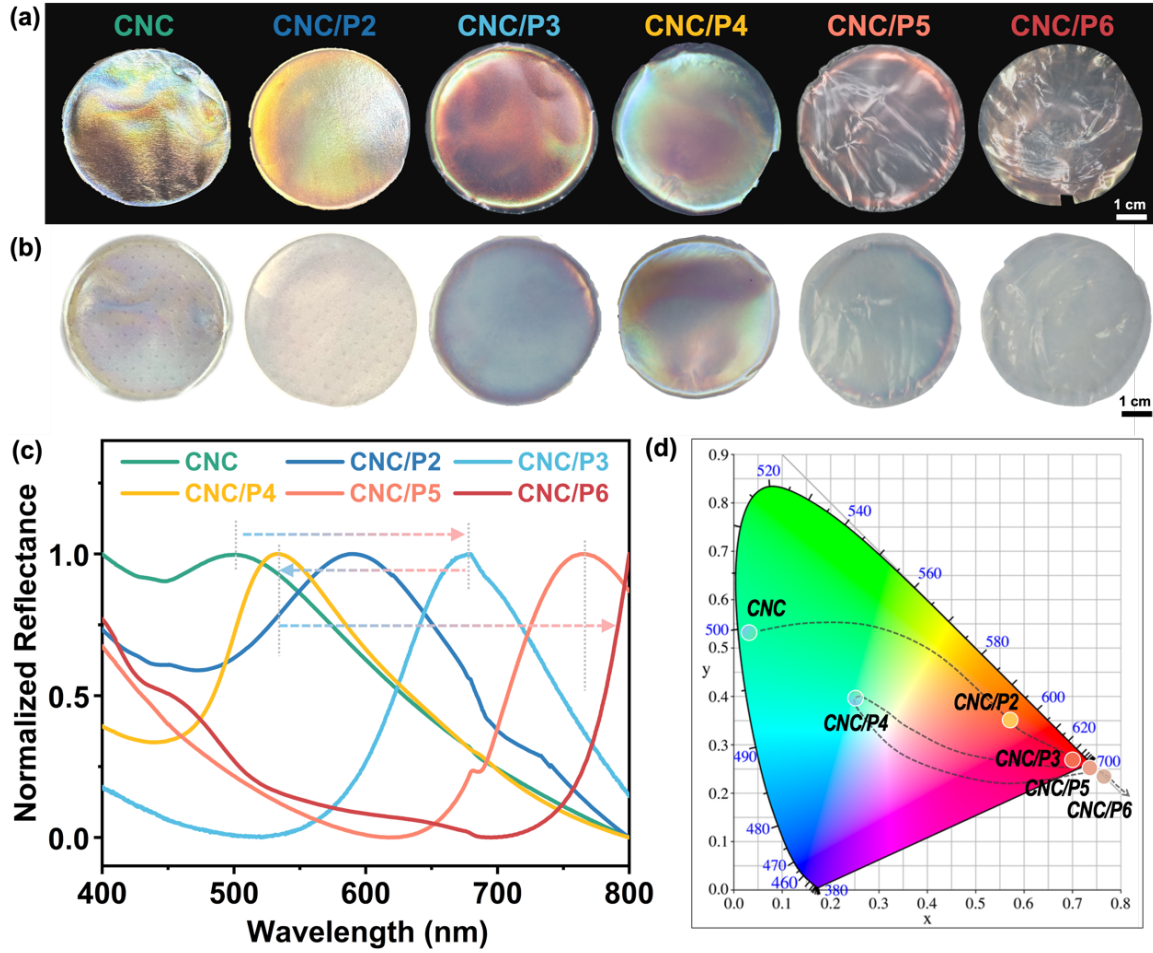 (a)
CNC CNC/P2 CNC/P3 CNC/P4 CNC/P5 CNC/P6
1 cm
(b)
1 cm
(c)
CNC CNC/P2 CNC/P3
CNC/P4 CNC/P5 CNC/P6
1.0
0.5
0.0
Normalized Reflectance
400 500 600 700 800
Wavelength (nm)
(d)
0.9
0.8
0.7
0.6
0.5
0.4
0.3
0.2
0.1
0.0
y
0.0 0.1 0.2 0.3 0.4 0.5 0.6 0.7 0.8
x
520
540
560
580
600
620
700
500
490
480
470
460
380
CNC
CNC/P2
CNC/P4
CNC/P3
CNC/P5
CNC/P6